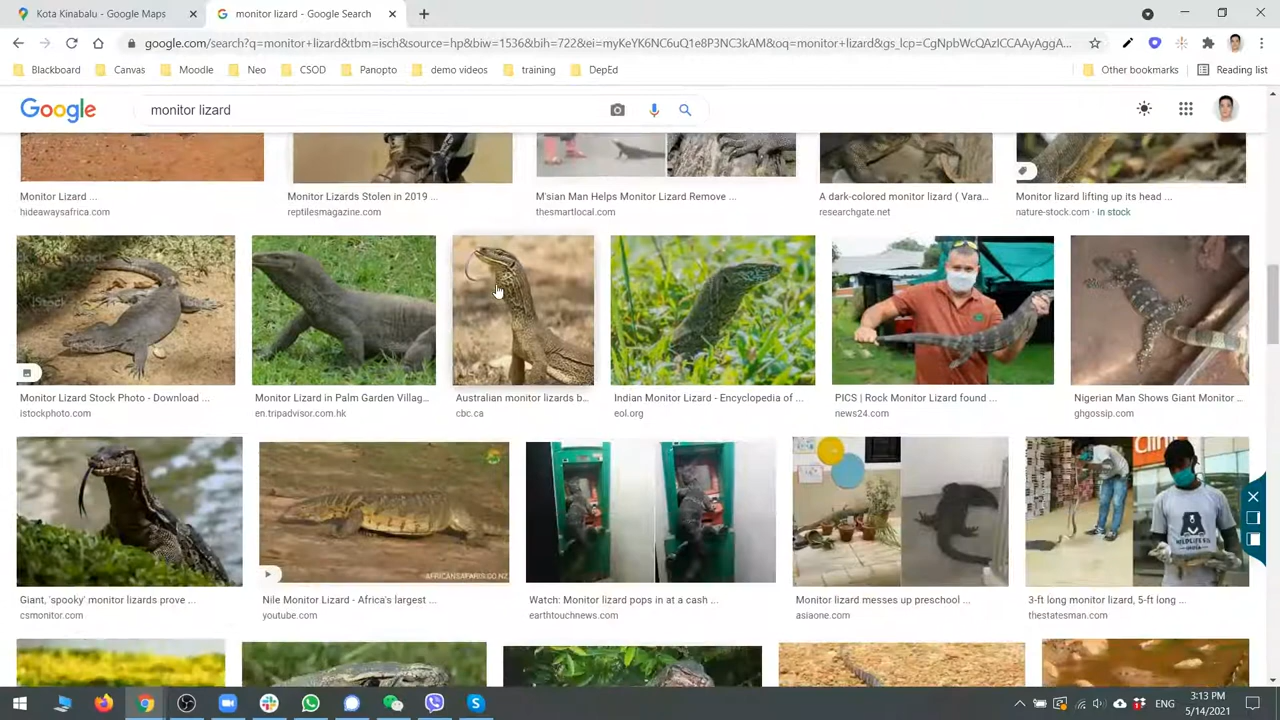 Kota Kinabalu - Google Maps
monitor lizard - Google Search
google.com/search?q=monitor+lizard&tbm=isch&source=hp&biw=1536&bih=722&ei=myKeYK6NC6uQ1e8P3NC3kAM&oq=monitor+lizard&gs_lcp=CgNpbWcQAzICCAAyAggA...
Blackboard Canvas Moodle Neo CSOD Panopto demo videos training DepEd Other bookmarks Reading list
Google monitor lizard
Monitor Lizard ...
hideawaysafrica.com
Monitor Lizards Stolen in 2019 ...
reptilesmagazine.com
M'sian Man Helps Monitor Lizard Remove ...
thesmartlocal.com
A dark-colored monitor lizard ( Vara...
researchgate.net
Monitor lizard lifting up its head ...
nature-stock.com · In stock
iStock
Monitor Lizard Stock Photo - Download ...
istockphoto.com
Monitor Lizard in Palm Garden Villag...
en.tripadvisor.com.hk
Australian monitor lizards b...
cbc.ca
Indian Monitor Lizard - Encyclopedia of ...
eol.org
PICS | Rock Monitor Lizard found ...
news24.com
Nigerian Man Shows Giant Monitor ...
ghgossip.com
AFRICANSAFARIS.CO.NZ
Giant, 'spooky' monitor lizards prove ...
csmonitor.com
Nile Monitor Lizard - Africa's largest ...
youtube.com
Watch: Monitor lizard pops in at a cash ...
earthtouchnews.com
Monitor lizard messes up preschool ...
asiaone.com
WILDLIFE SOS
3-ft long monitor lizard, 5-ft long ...
thestatesman.com
ENG
3:13 PM
5/14/2021